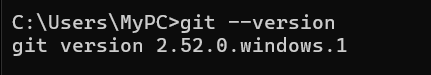 C:\Users\MyPC>git --version
git version 2.52.0.windows.1